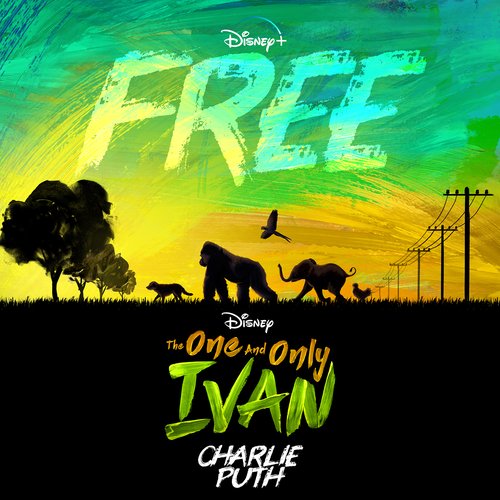 Disney+
FREE
Disney
The One And Only
IVAN
CHARLIE
PUTH